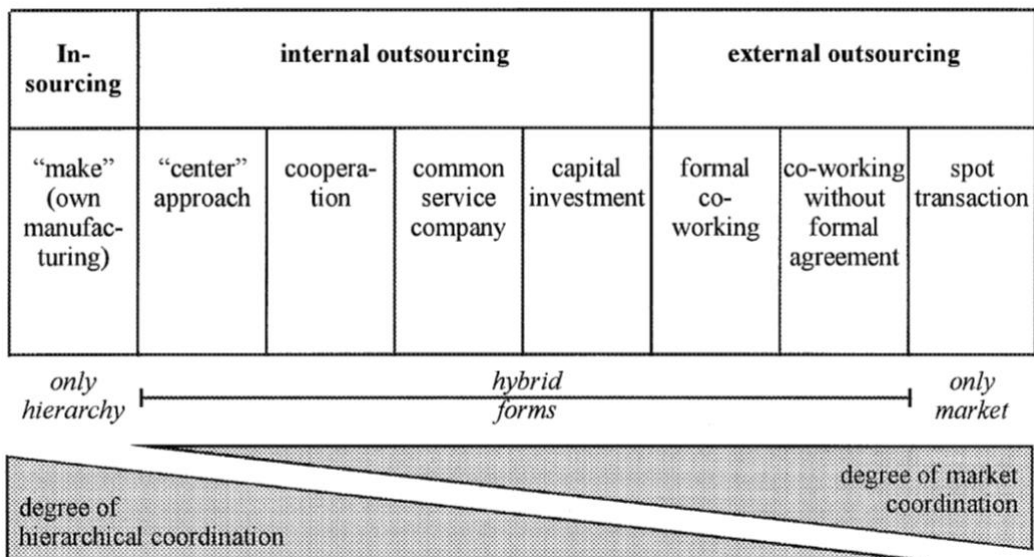 In-
sourcing
internal outsourcing
external outsourcing
“make”
(own
manufac-
turing)
“center”
approach
coopera-
tion
common
service
company
capital
investment
formal
co-
working
co-working
without
formal
agreement
spot
transaction
only
hierarchy
hybrid
forms
only
market
degree of market
coordination
degree of
hierarchical coordination